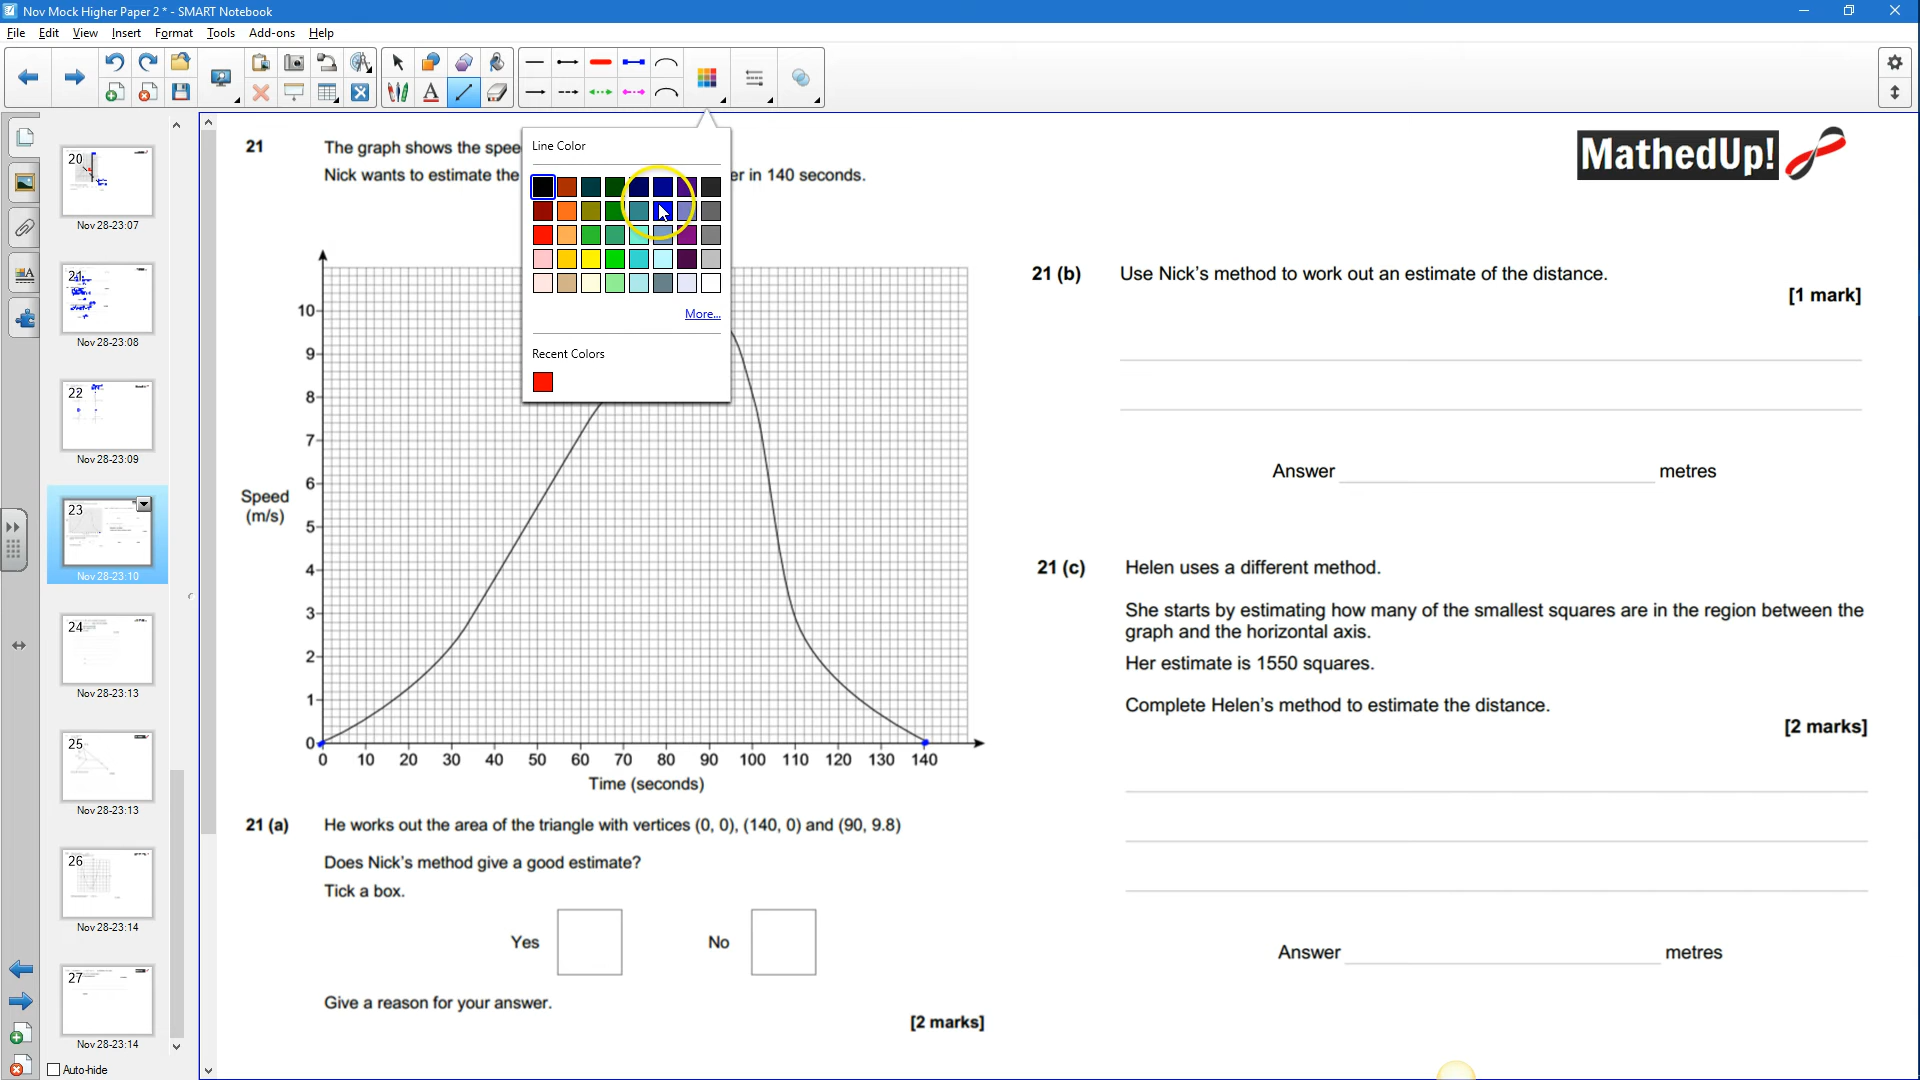 Nov Mock Higher Paper 2 * - SMART Notebook
File Edit View Insert Format Tools Add-ons Help
20
Nov 28-23:07
21
Nov 28-23:08
22
Nov 28-23:09
23
Nov 28-23:10
24
Nov 28-23:13
25
Nov 28-23:13
26
Nov 28-23:14
27
Nov 28-23:14
Auto-hide
Line Color
More...
Recent Colors
MathedUp!
21 The graph shows the spee
Nick wants to estimate the er in 140 seconds.
10
9
8
7
6
5
4
3
2
1
0
Speed
(m/s)
0 10 20 30 40 50 60 70 80 90 100 110 120 130 140
Time (seconds)
21 (a) He works out the area of the triangle with vertices (0, 0), (140, 0) and (90, 9.8)
Does Nick's method give a good estimate?
Tick a box.
Yes No
Give a reason for your answer.
[2 marks]
21 (b) Use Nick's method to work out an estimate of the distance.
[1 mark]
Answer metres
21 (c) Helen uses a different method.
She starts by estimating how many of the smallest squares are in the region between the
graph and the horizontal axis.
Her estimate is 1550 squares.
Complete Helen's method to estimate the distance.
[2 marks]
Answer metres